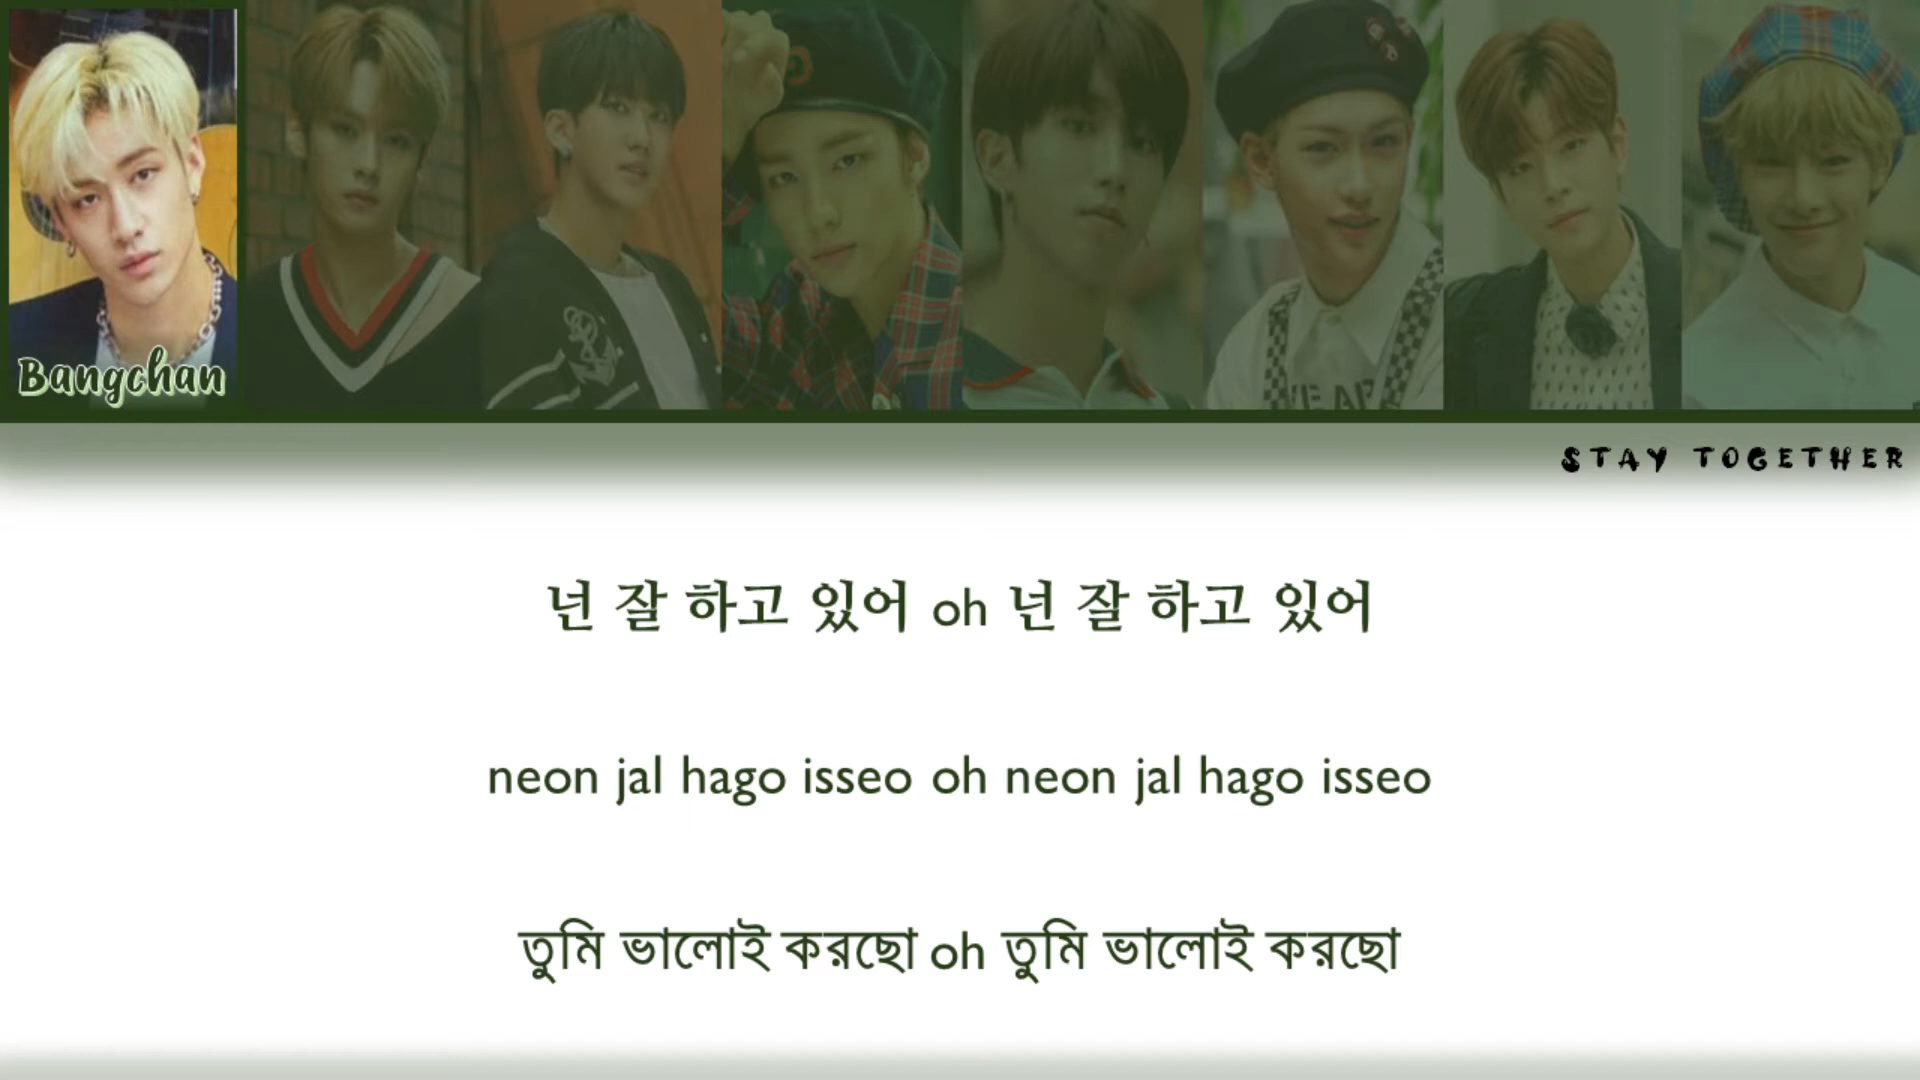 Bangchan
STAY TOGETHER
넌 잘 하고 있어 oh 넌 잘 하고 있어
neon jal hago isseo oh neon jal hago isseo
তুমি ভালোই করছো oh তুমি ভালোই করছো